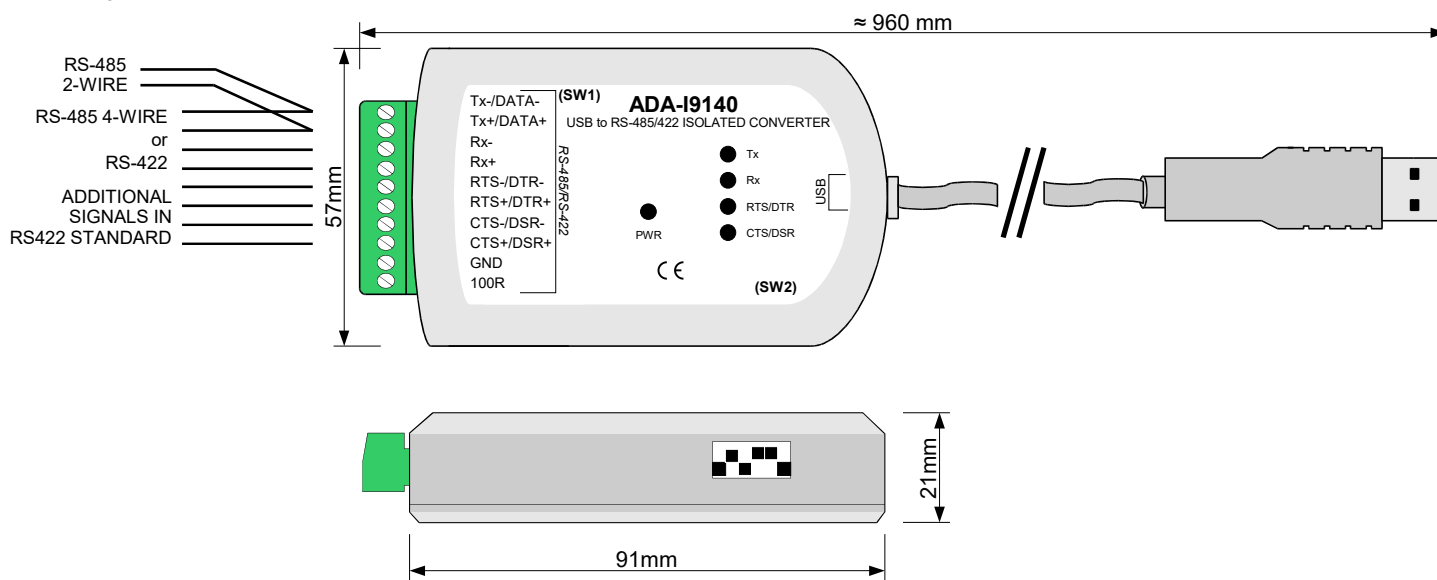 ≈ 960 mm
RS-485
2-WIRE
RS-485 4-WIRE
or
RS-422
ADDITIONAL
SIGNALS IN
RS422 STANDARD
57mm
Tx-/DATA-
Tx+/DATA+
Rx-
Rx+
RTS-/DTR-
RTS+/DTR+
CTS-/DSR-
CTS+/DSR+
GND
100R
(SW1)
RS-485/RS-422
ADA-I9140
USB to RS-485/422 ISOLATED CONVERTER
Tx
Rx
RTS/DTR
CTS/DSR
PWR
CE
USB
(SW2)
21mm
91mm